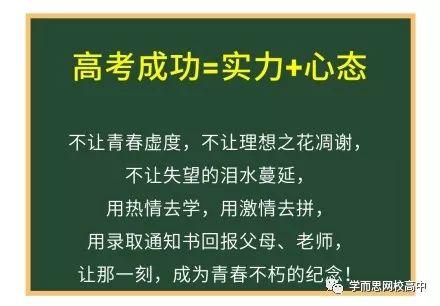 高考成功=实力+心态
不让青春虚度，不让理想之花凋谢，
不让失望的泪水蔓延，
用热情去学，用激情去拼，
用录取通知书回报父母、老师，
让那一刻，成为青春不朽的纪念！
学而思网校高中